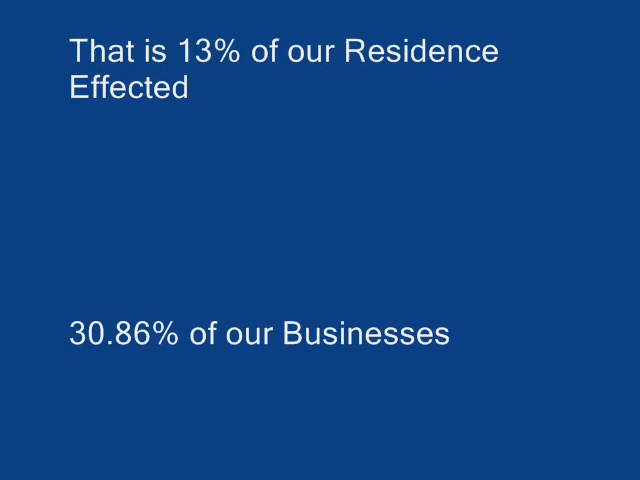 That is 13% of our Residence
Effected
30.86% of our Businesses